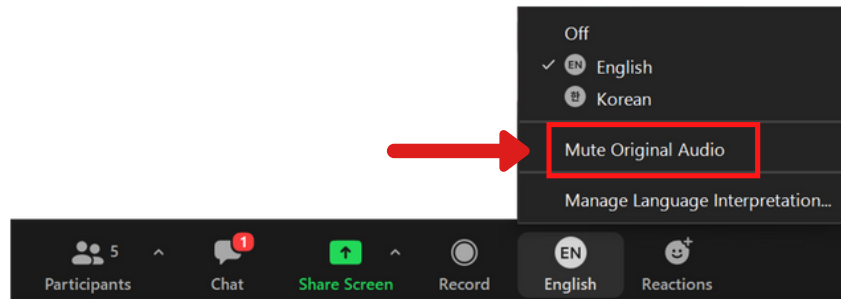 Off
EN English
한 Korean
Mute Original Audio
Manage Language Interpretation...
5
1
EN
Participants
Chat
Share Screen
Record
English
Reactions